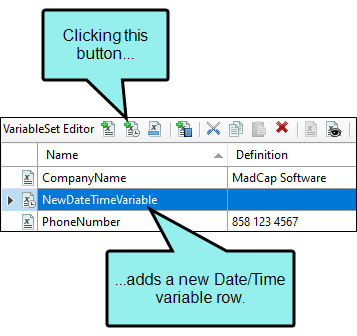 Clicking this
button...
VariableSet Editor
Name Definition
CompanyName MadCap Software
NewDateTimeVariable
PhoneNumber 858 123 4567
...adds a new Date/Time
variable row.